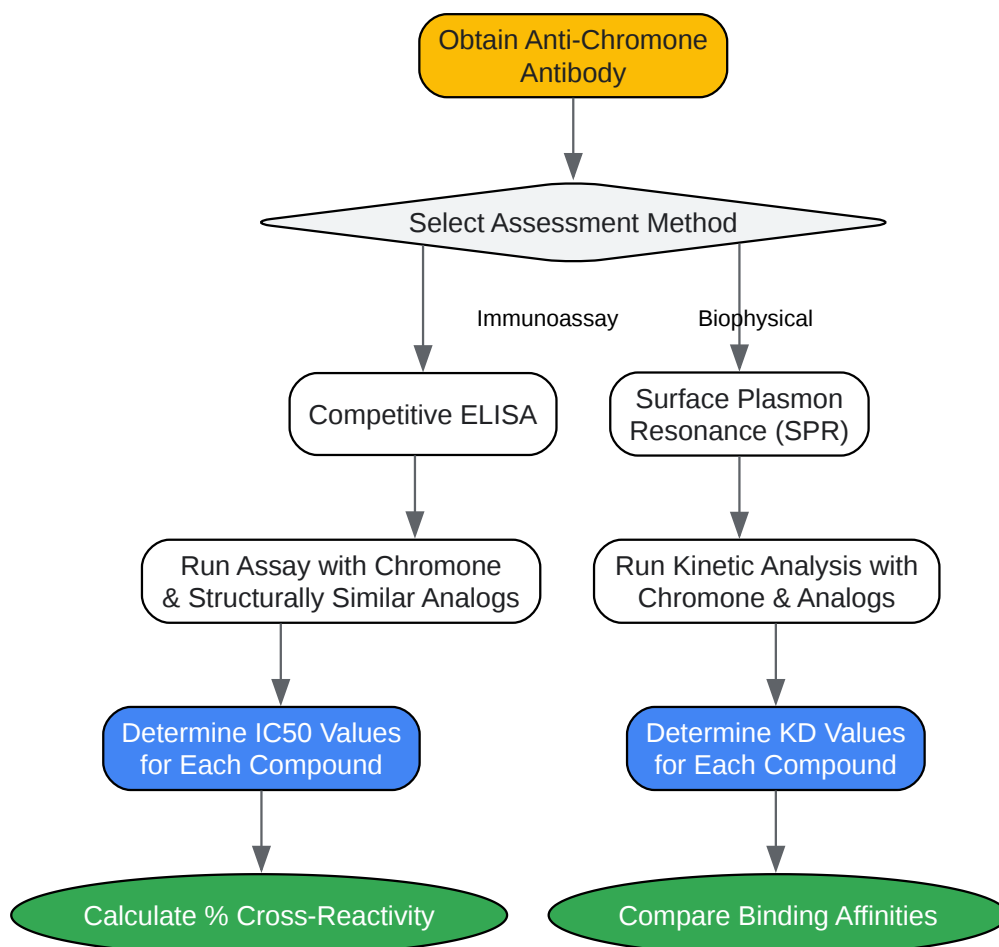 Obtain Anti-Chromone
Antibody
Select Assessment Method
Immunoassay
Biophysical
Competitive ELISA
Surface Plasmon
Resonance (SPR)
Run Assay with Chromone
& Structurally Similar Analogs
Run Kinetic Analysis with
Chromone & Analogs
Determine IC50 Values
for Each Compound
Determine KD Values
for Each Compound
Calculate % Cross-Reactivity
Compare Binding Affinities